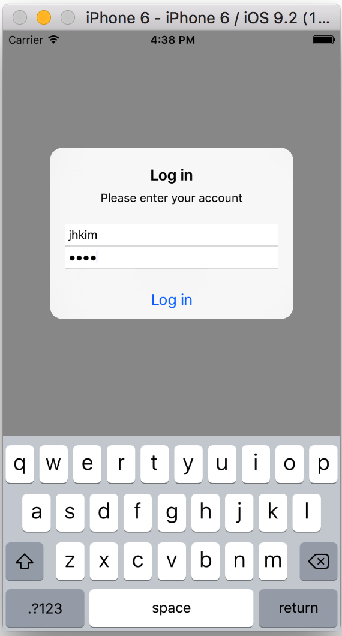 iPhone 6 - iPhone 6 / iOS 9.2 (1...
Carrier 4:38 PM
Log in
Please enter your account
jhkim
••••
Log in
q w e r t y u i o p
a s d f g h j k l
z x c v b n m
.?123 space return